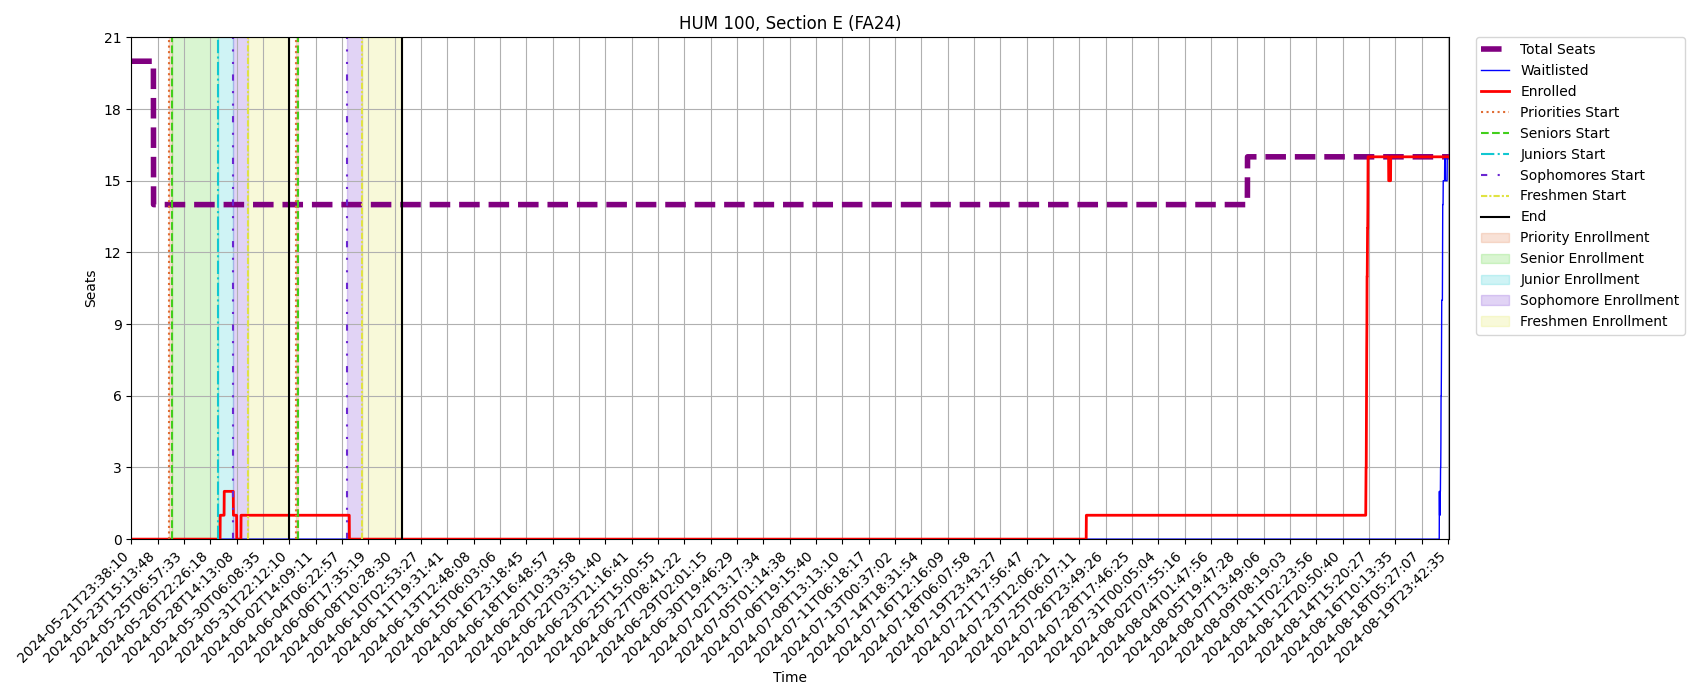 HUM 100, Section E (FA24)
21
18
15
12
9
6
3
0
Seats
2024-05-21T23:38:10
2024-05-23T15:13:48
2024-05-25T06:57:33
2024-05-26T22:26:18
2024-05-28T14:13:08
2024-05-30T06:08:35
2024-05-31T22:12:10
2024-06-02T14:09:11
2024-06-04T06:22:57
2024-06-06T17:35:19
2024-06-08T10:28:30
2024-06-10T02:53:27
2024-06-11T19:31:41
2024-06-13T12:48:08
2024-06-15T06:03:06
2024-06-16T23:18:45
2024-06-18T16:48:57
2024-06-20T10:33:58
2024-06-22T03:51:40
2024-06-23T21:16:41
2024-06-25T15:00:55
2024-06-27T08:41:22
2024-06-29T02:01:15
2024-06-30T19:46:29
2024-07-02T13:17:34
2024-07-05T01:14:38
2024-07-06T19:15:40
2024-07-08T13:13:10
2024-07-11T06:18:17
2024-07-13T00:37:02
2024-07-14T18:31:54
2024-07-16T12:16:09
2024-07-18T06:07:58
2024-07-19T23:43:27
2024-07-21T17:56:47
2024-07-23T12:06:21
2024-07-25T06:07:11
2024-07-26T23:49:26
2024-07-28T17:46:25
2024-07-31T00:05:04
2024-08-02T07:55:16
2024-08-04T01:47:56
2024-08-05T19:47:28
2024-08-07T13:49:06
2024-08-09T08:19:03
2024-08-11T02:23:56
2024-08-12T20:50:40
2024-08-14T15:20:27
2024-08-16T10:13:35
2024-08-18T05:27:07
2024-08-19T23:42:35
Time
Total Seats
Waitlisted
Enrolled
Priorities Start
Seniors Start
Juniors Start
Sophomores Start
Freshmen Start
End
Priority Enrollment
Senior Enrollment
Junior Enrollment
Sophomore Enrollment
Freshmen Enrollment